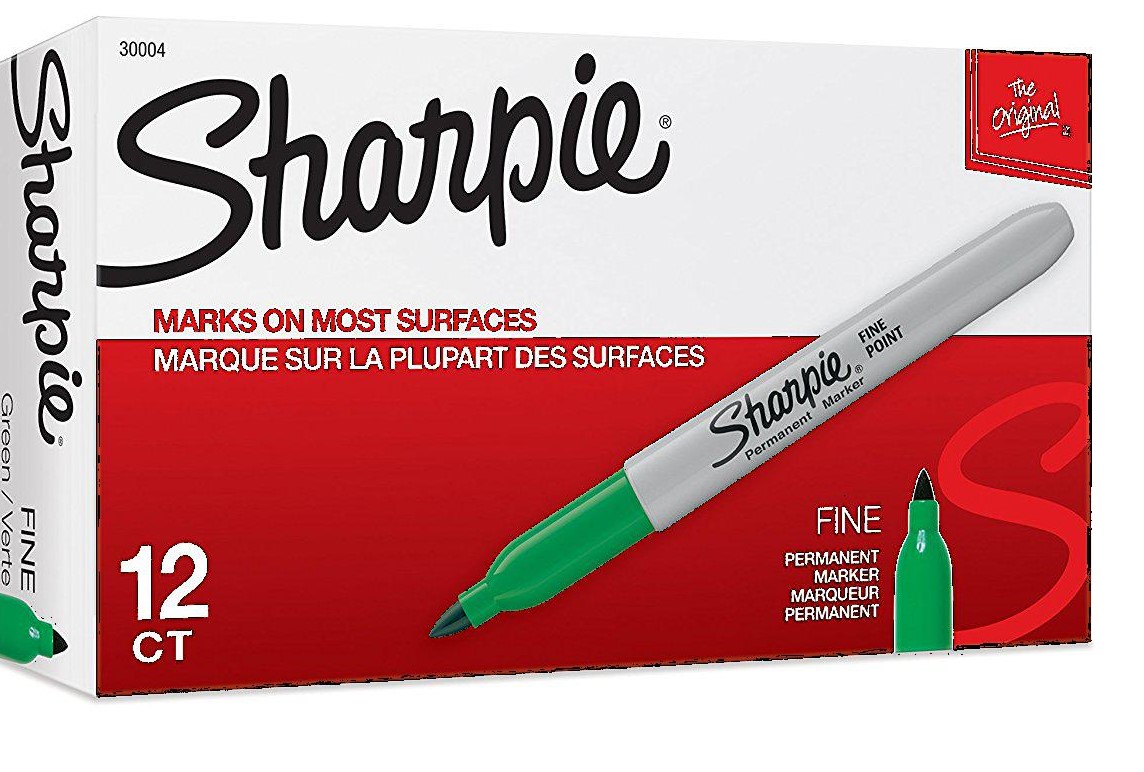 30004
Sharpie®
The
Original
MARKS ON MOST SURFACES
MARQUE SUR LA PLUPART DES SURFACES
Sharpie®
FINE
POINT
Permanent Marker
FINE
PERMANENT
MARKER
MARQUEUR
PERMANENT
12
CT
Sharpie®
FINE
Green / Verte